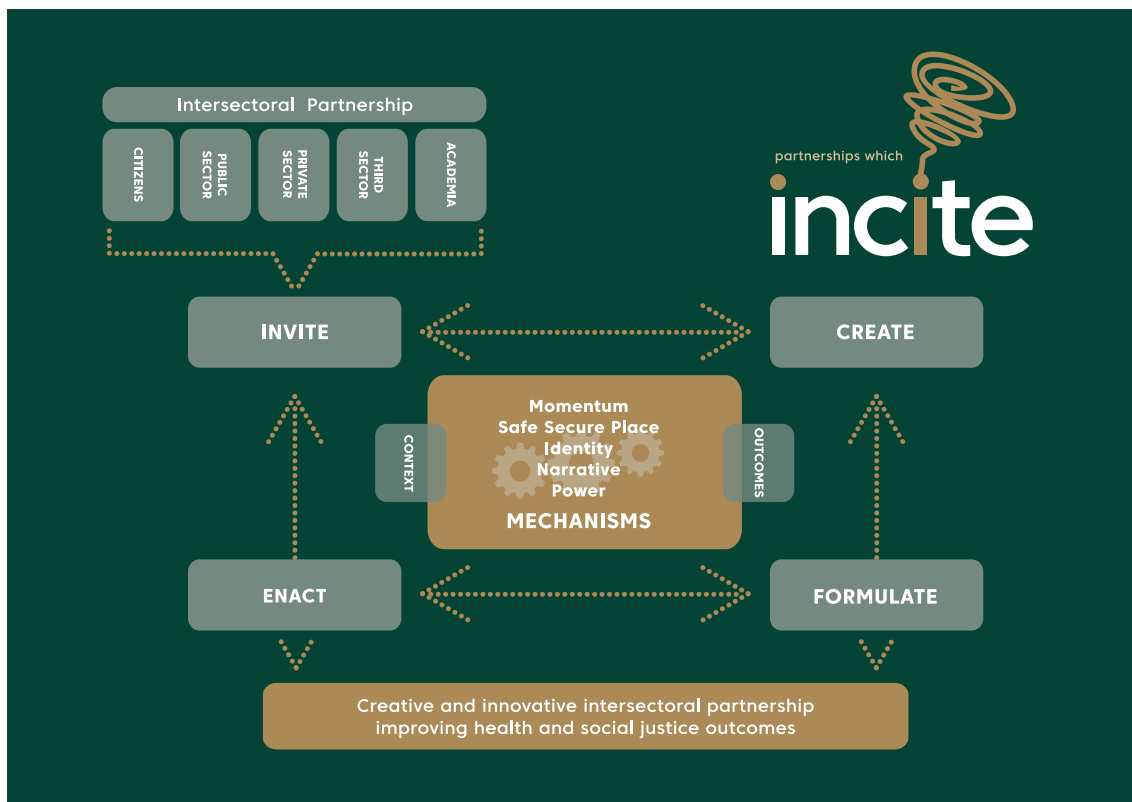 Intersectoral Partnership
CITIZENS
PUBLIC
SECTOR
PRIVATE
SECTOR
THIRD
SECTOR
ACADEMIA
partnerships which
incite
INVITE
CREATE
Momentum
Safe Secure Place
Identity
Narrative
Power
MECHANISMS
CONTEXT
OUTCOMES
ENACT
FORMULATE
Creative and innovative intersectoral partnership
improving health and social justice outcomes